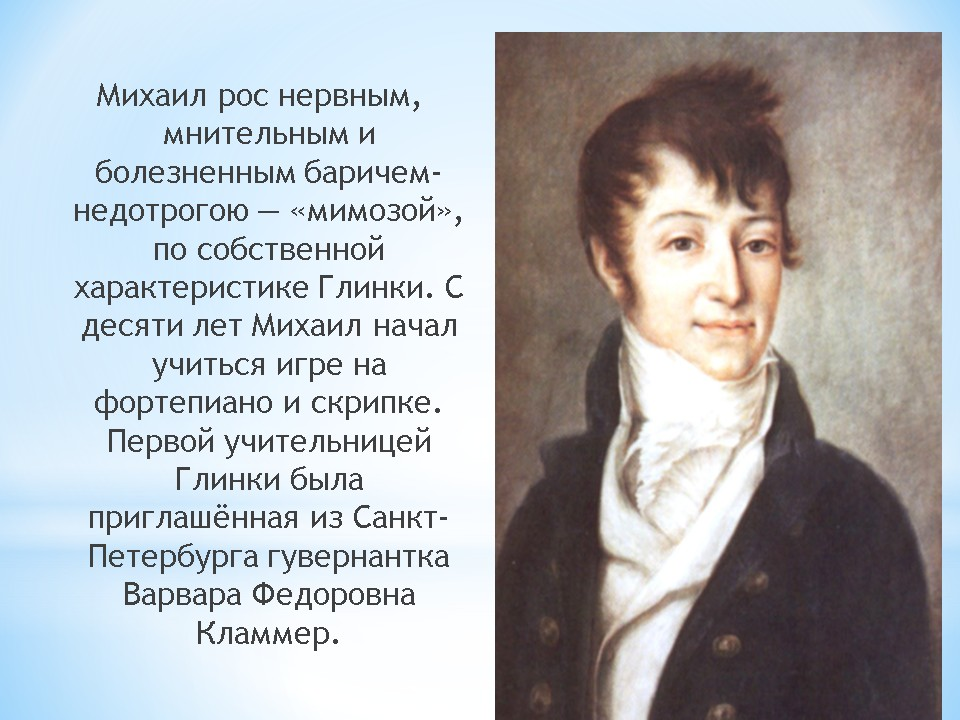 Михаил рос нервным,
мнительным и
болезненным баричем-
недотрогою — «мимозой»,
по собственной
характеристике Глинки. С
десяти лет Михаил начал
учиться игре на
фортепиано и скрипке.
Первой учительницей
Глинки была
приглашённая из Санкт-
Петербурга гувернантка
Варвара Федоровна
Кламмер.